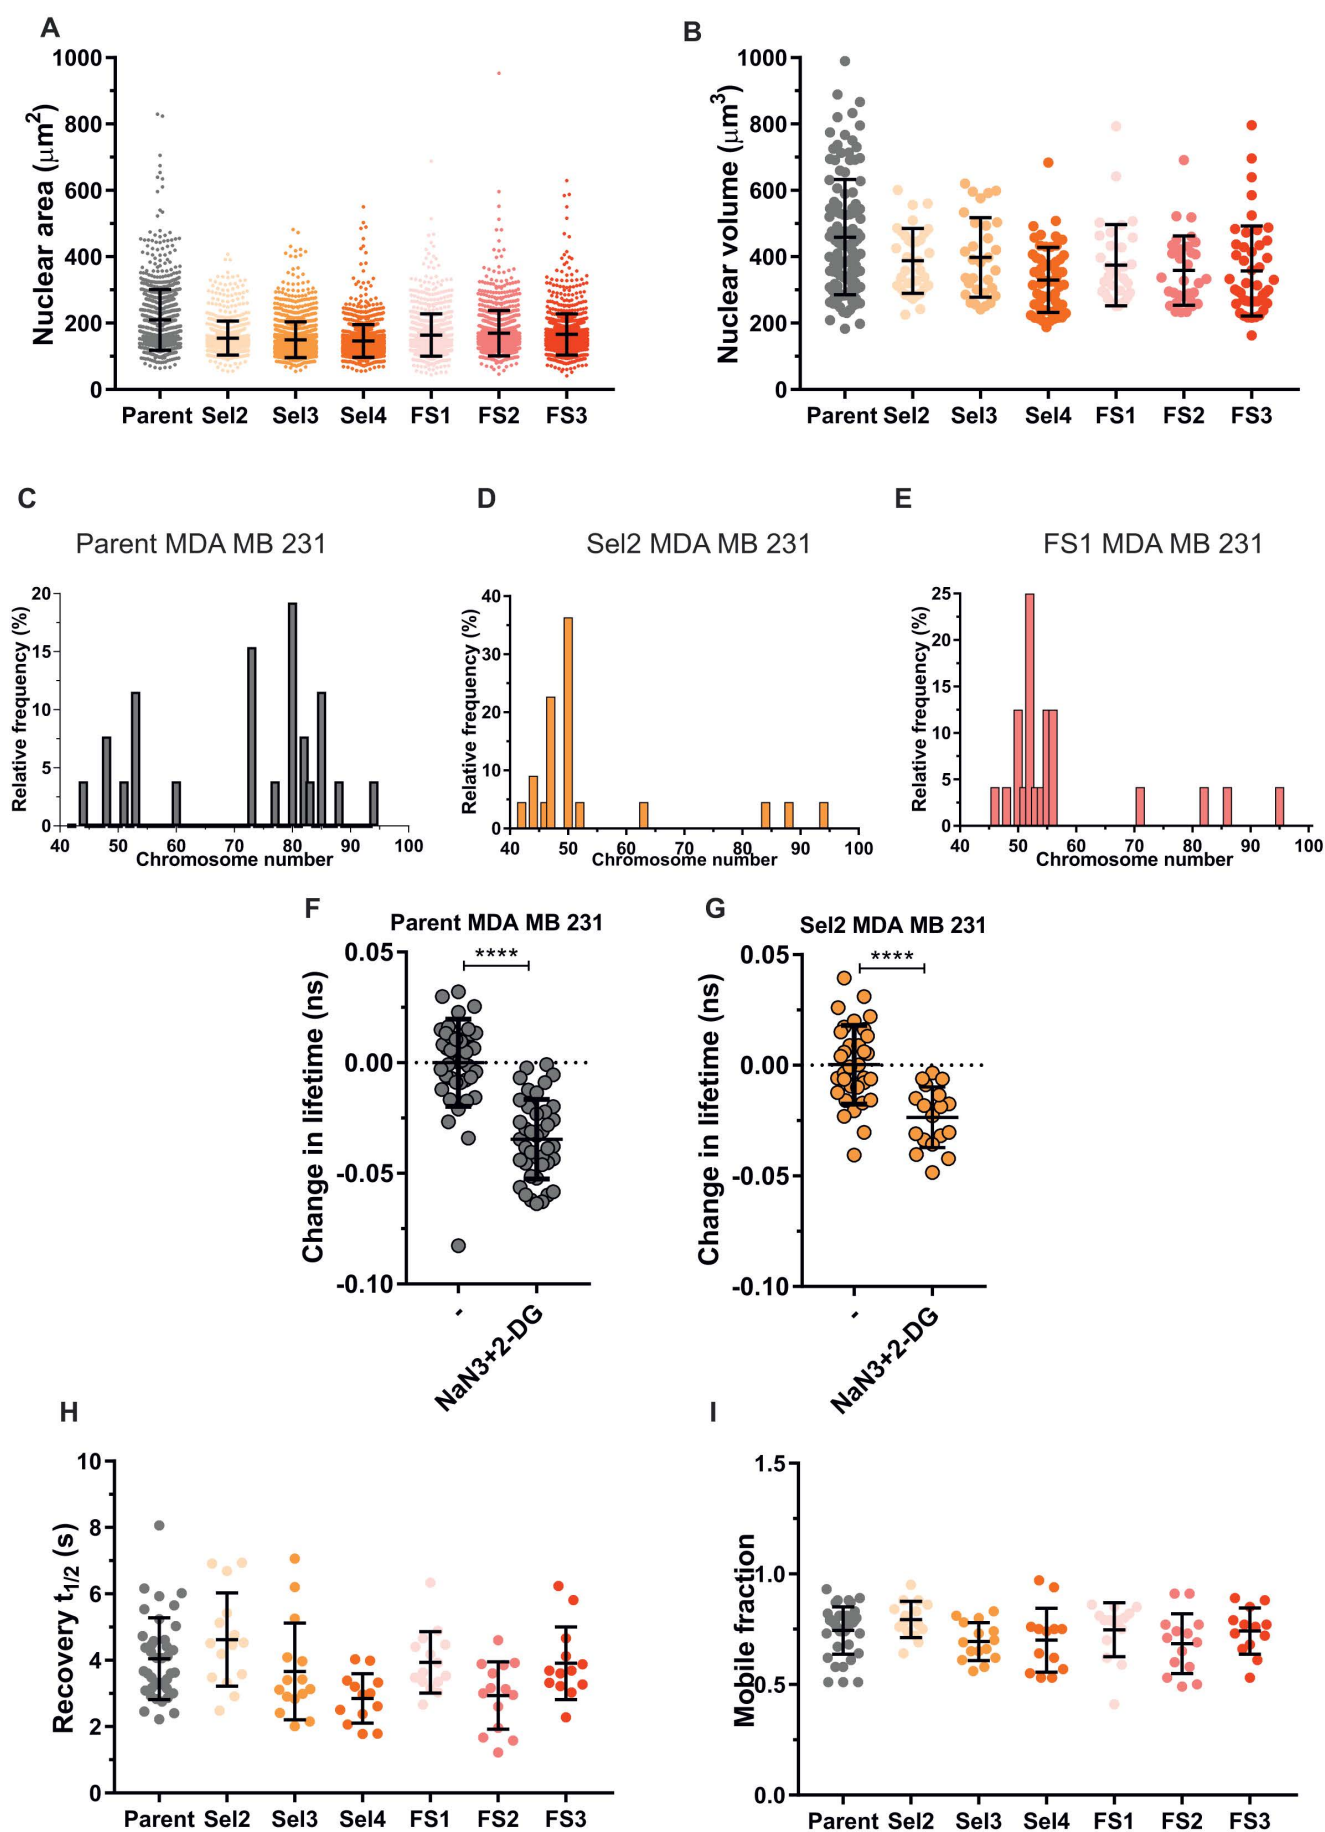 A
Nuclear area (μm2)
1000
800
600
400
200
0
Parent Sel2 Sel3 Sel4 FS1 FS2 FS3
B
Nuclear volume (μm3)
1000
800
600
400
200
0
Parent Sel2 Sel3 Sel4 FS1 FS2 FS3
C
Parent MDA MB 231
Relative frequency (%)
20
15
10
5
0
40 50 60 70 80 90 100
Chromosome number
D
Sel2 MDA MB 231
Relative frequency (%)
40
30
20
10
0
40 50 60 70 80 90 100
Chromosome number
E
FS1 MDA MB 231
Relative frequency (%)
25
20
15
10
5
0
40 50 60 70 80 90 100
Chromosome number
F
Parent MDA MB 231
****
Change in lifetime (ns)
0.05
0.00
-0.05
-0.10
-
NaN3+2-DG
G
Sel2 MDA MB 231
****
Change in lifetime (ns)
0.05
0.00
-0.05
-0.10
-
NaN3+2-DG
H
Recovery t1/2 (s)
10
8
6
4
2
0
Parent Sel2 Sel3 Sel4 FS1 FS2 FS3
I
Mobile fraction
1.5
1.0
0.5
0.0
Parent Sel2 Sel3 Sel4 FS1 FS2 FS3